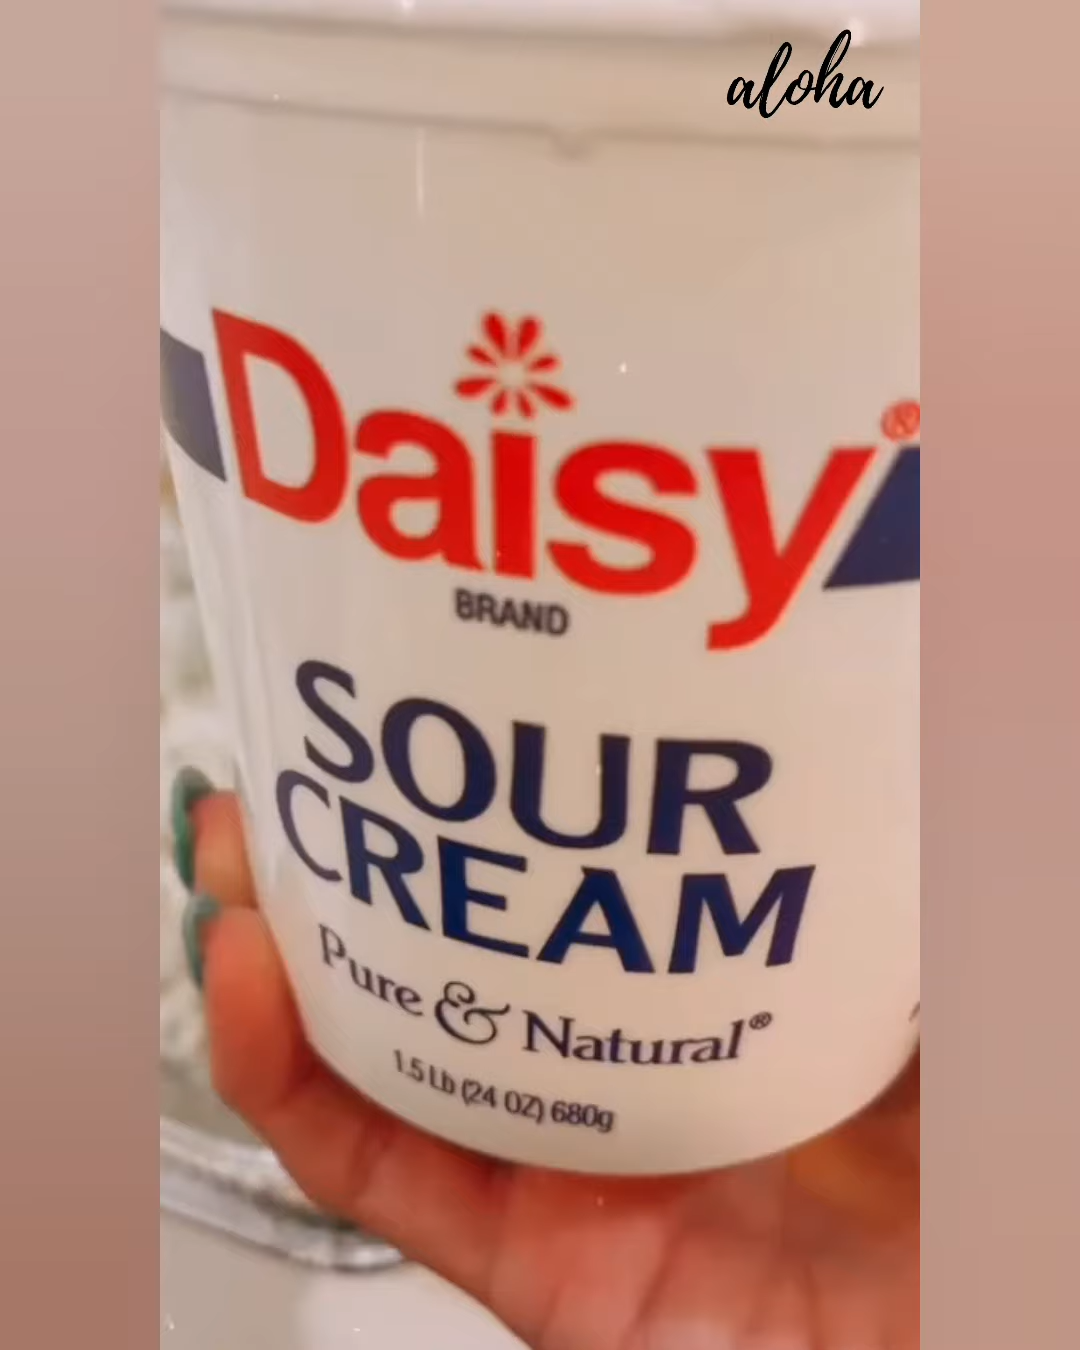 aloha
Daisy®
BRAND
SOUR
CREAM
Pure & Natural®
1.5 Lb (24 OZ) 680g